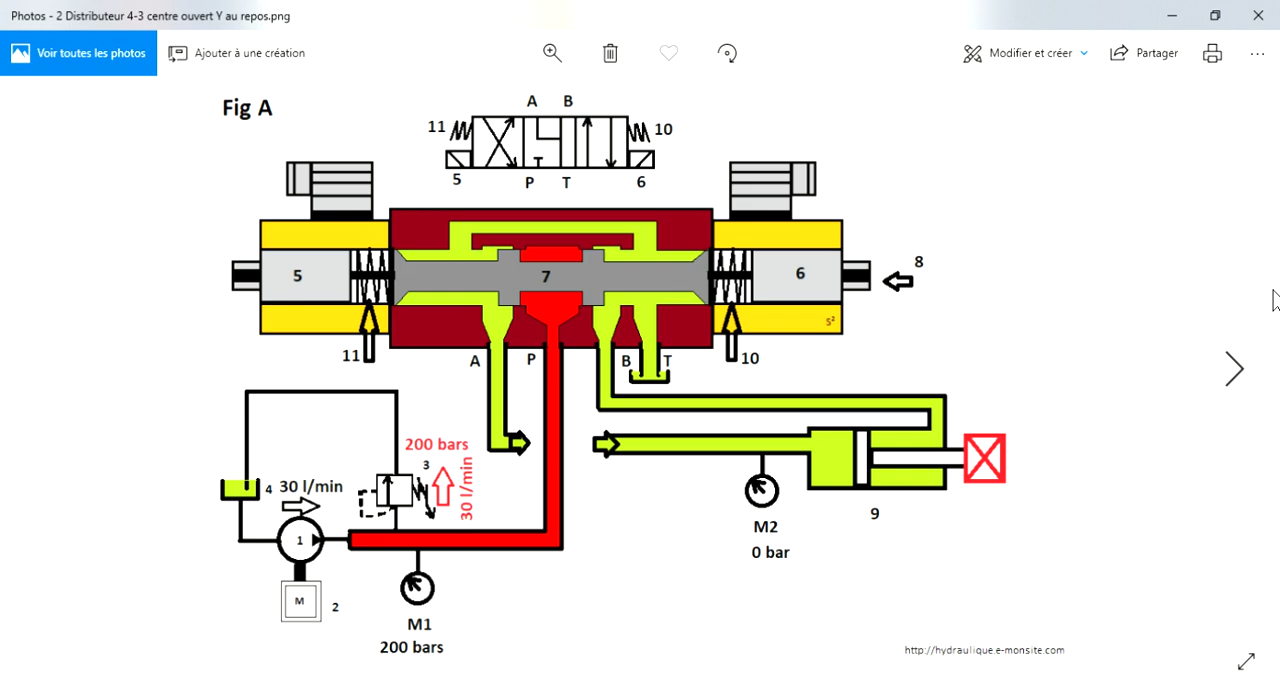 Photos - 2 Distributeur 4-3 centre ouvert Y au repos.png
Voir toutes les photos
Ajouter à une création
Modifier et créer
Partager
Fig A
A B
11
10
5
P T
6
T
5
7
6
8
S²
11
A P B T
10
200 bars
3
4 30 l/min
30 l/min
1
M
2
M1
200 bars
M2
0 bar
9
http://hydraulique.e-monsite.com